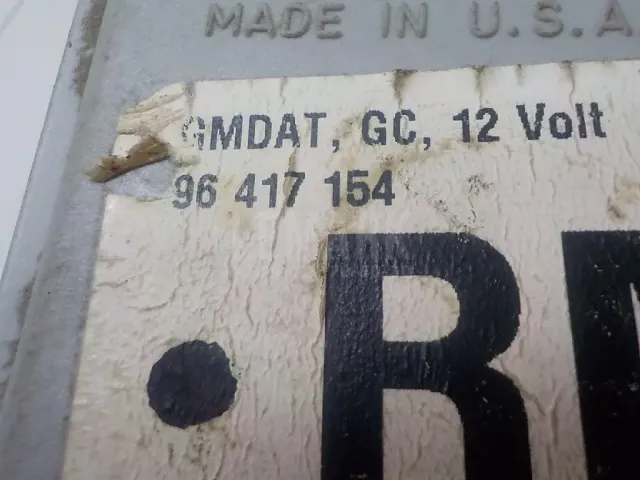 MADE IN U.S.A.
GMDAT, GC, 12 Volt
96 417 154
R